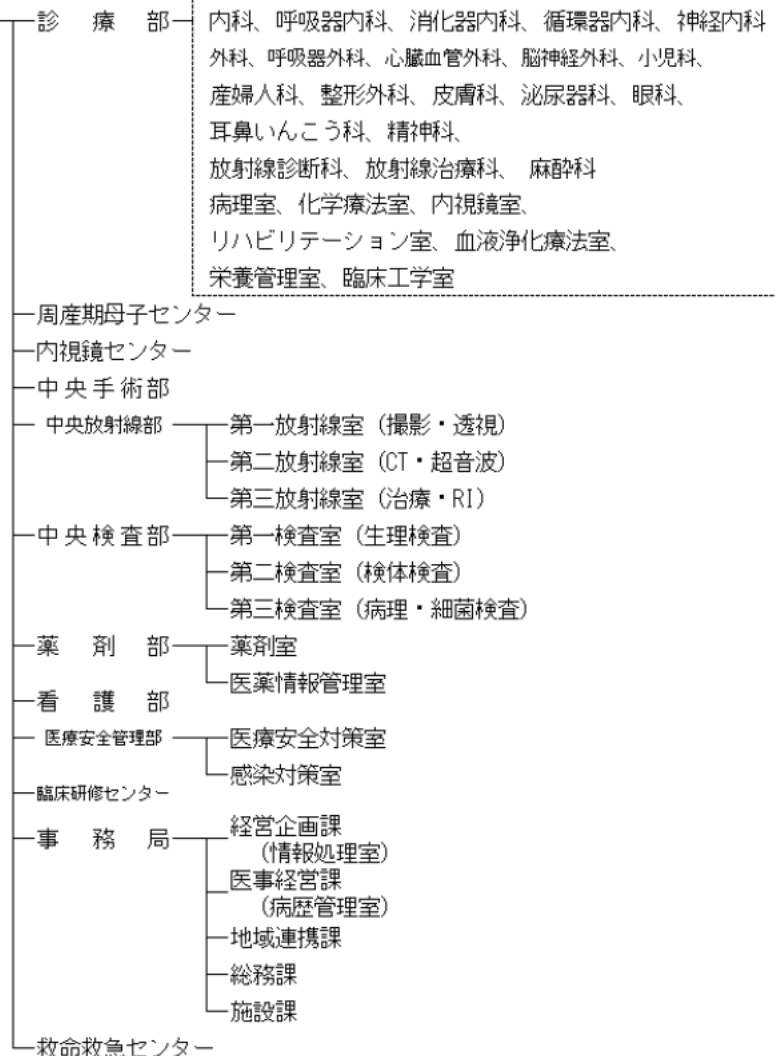 診療部 内科、呼吸器内科、消化器内科、循環器内科、神経内科
外科、呼吸器外科、心臓血管外科、脳神経外科、小児科、
産婦人科、整形外科、皮膚科、泌尿器科、眼科、
耳鼻いんこう科、精神科、
放射線診断科、放射線治療科、 麻酔科
病理室、化学療法室、内視鏡室、
リハビリテーション室、血液浄化療法室、
栄養管理室、臨床工学室
周産期母子センター
内視鏡センター
中央手術部
中央放射線部 第一放射線室（撮影・透視）
第二放射線室（CT・超音波）
第三放射線室（治療・RI）
中央検査部 第一検査室（生理検査）
第二検査室（検体検査）
第三検査室（病理・細菌検査）
薬剤部 薬剤室
医薬情報管理室
看護部
医療安全管理部 医療安全対策室
感染対策室
臨床研修センター
事務局 経営企画課
（情報処理室）
医事経営課
（病歴管理室）
地域連携課
総務課
施設課
救命救急センター